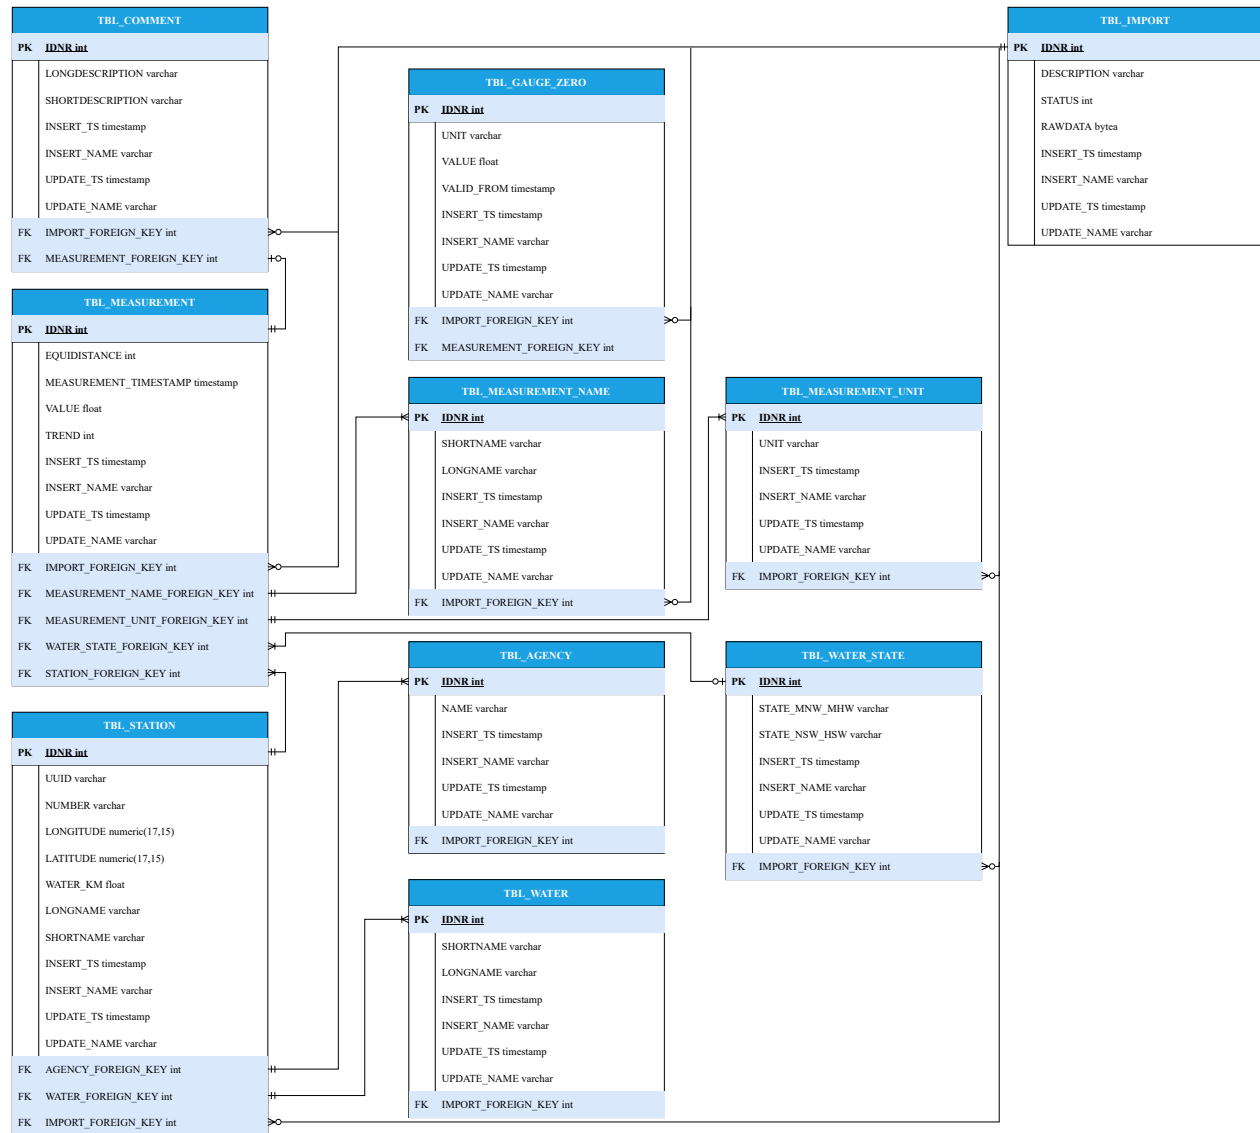 TBL_COMMENT
PK IDNR int
LONGDESCRIPTION varchar
SHORTDESCRIPTION varchar
INSERT_TS timestamp
INSERT_NAME varchar
UPDATE_TS timestamp
UPDATE_NAME varchar
FK IMPORT_FOREIGN_KEY int
FK MEASUREMENT_FOREIGN_KEY int
TBL_MEASUREMENT
PK IDNR int
EQUIDISTANCE int
MEASUREMENT_TIMESTAMP timestamp
VALUE float
TREND int
INSERT_TS timestamp
INSERT_NAME varchar
UPDATE_TS timestamp
UPDATE_NAME varchar
FK IMPORT_FOREIGN_KEY int
FK MEASUREMENT_NAME_FOREIGN_KEY int
FK MEASUREMENT_UNIT_FOREIGN_KEY int
FK WATER_STATE_FOREIGN_KEY int
FK STATION_FOREIGN_KEY int
TBL_STATION
PK IDNR int
UUID varchar
NUMBER varchar
LONGITUDE numeric(17,15)
LATITUDE numeric(17,15)
WATER_KM float
LONGNAME varchar
SHORTNAME varchar
INSERT_TS timestamp
INSERT_NAME varchar
UPDATE_TS timestamp
UPDATE_NAME varchar
FK AGENCY_FOREIGN_KEY int
FK WATER_FOREIGN_KEY int
FK IMPORT_FOREIGN_KEY int
TBL_GAUGE_ZERO
PK IDNR int
UNIT varchar
VALUE float
VALID_FROM timestamp
INSERT_TS timestamp
INSERT_NAME varchar
UPDATE_TS timestamp
UPDATE_NAME varchar
FK IMPORT_FOREIGN_KEY int
FK MEASUREMENT_FOREIGN_KEY int
TBL_MEASUREMENT_NAME
PK IDNR int
SHORTNAME varchar
LONGNAME varchar
INSERT_TS timestamp
INSERT_NAME varchar
UPDATE_TS timestamp
UPDATE_NAME varchar
FK IMPORT_FOREIGN_KEY int
TBL_AGENCY
PK IDNR int
NAME varchar
INSERT_TS timestamp
INSERT_NAME varchar
UPDATE_TS timestamp
UPDATE_NAME varchar
FK IMPORT_FOREIGN_KEY int
TBL_WATER
PK IDNR int
SHORTNAME varchar
LONGNAME varchar
INSERT_TS timestamp
INSERT_NAME varchar
UPDATE_TS timestamp
UPDATE_NAME varchar
FK IMPORT_FOREIGN_KEY int
TBL_MEASUREMENT_UNIT
PK IDNR int
UNIT varchar
INSERT_TS timestamp
INSERT_NAME varchar
UPDATE_TS timestamp
UPDATE_NAME varchar
FK IMPORT_FOREIGN_KEY int
TBL_WATER_STATE
PK IDNR int
STATE_MNW_MHW varchar
STATE_NSW_HSW varchar
INSERT_TS timestamp
INSERT_NAME varchar
UPDATE_TS timestamp
UPDATE_NAME varchar
FK IMPORT_FOREIGN_KEY int
TBL_IMPORT
PK IDNR int
DESCRIPTION varchar
STATUS int
RAWDATA bytea
INSERT_TS timestamp
INSERT_NAME varchar
UPDATE_TS timestamp
UPDATE_NAME varchar